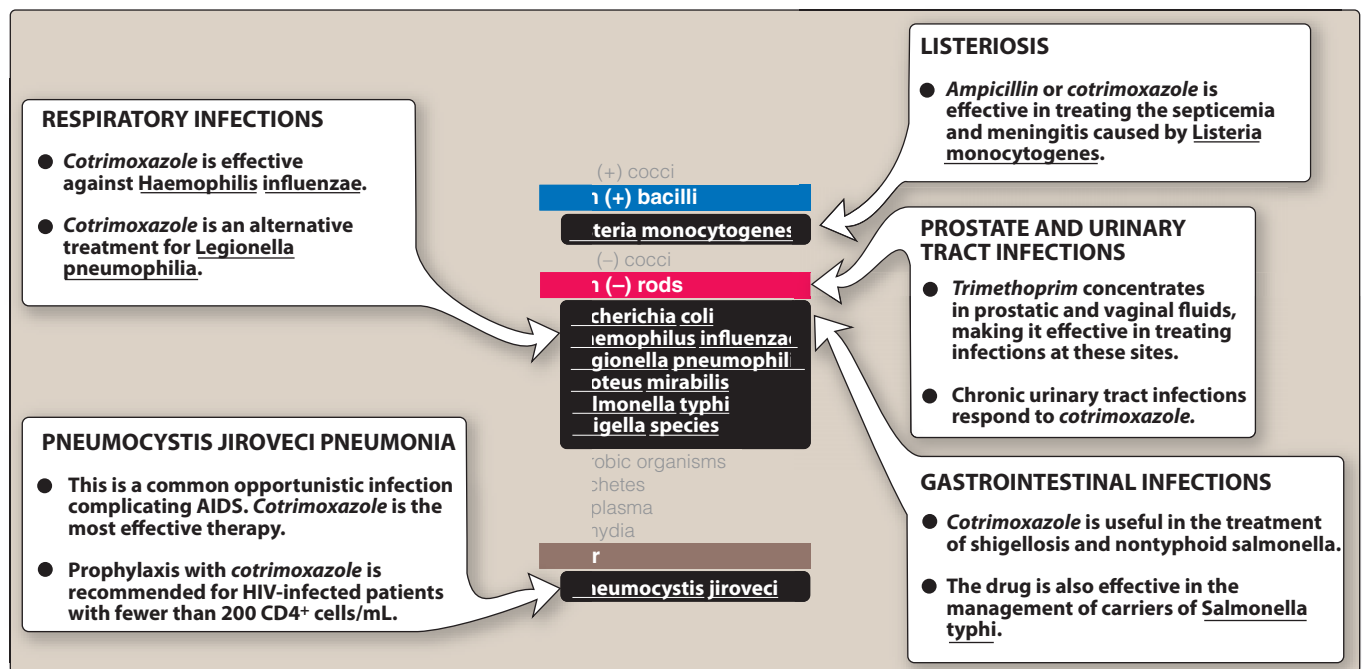 RESPIRATORY INFECTIONS
● Cotrimoxazole is effective
against Haemophilis influenzae.
● Cotrimoxazole is an alternative
treatment for Legionella
pneumophilia.
PNEUMOCYSTIS JIROVECI PNEUMONIA
● This is a common opportunistic infection
complicating AIDS. Cotrimoxazole is the
most effective therapy.
● Prophylaxis with cotrimoxazole is
recommended for HIV-infected patients
with fewer than 200 CD4⁺ cells/mL.
(+) cocci
(+) bacilli
teria monocytogenes
(–) cocci
(–) rods
cherichia coli
emophilus influenza
gionella pneumophili
oteus mirabilis
lmonella typhi
igella species
robic organisms
chetes
plasma
ydia
r
neumocystis jiroveci
LISTERIOSIS
● Ampicillin or cotrimoxazole is
effective in treating the septicemia
and meningitis caused by Listeria
monocytogenes.
PROSTATE AND URINARY
TRACT INFECTIONS
● Trimethoprim concentrates
in prostatic and vaginal fluids,
making it effective in treating
infections at these sites.
● Chronic urinary tract infections
respond to cotrimoxazole.
GASTROINTESTINAL INFECTIONS
● Cotrimoxazole is useful in the treatment
of shigellosis and nontyphoid salmonella.
● The drug is also effective in the
management of carriers of Salmonella
typhi.